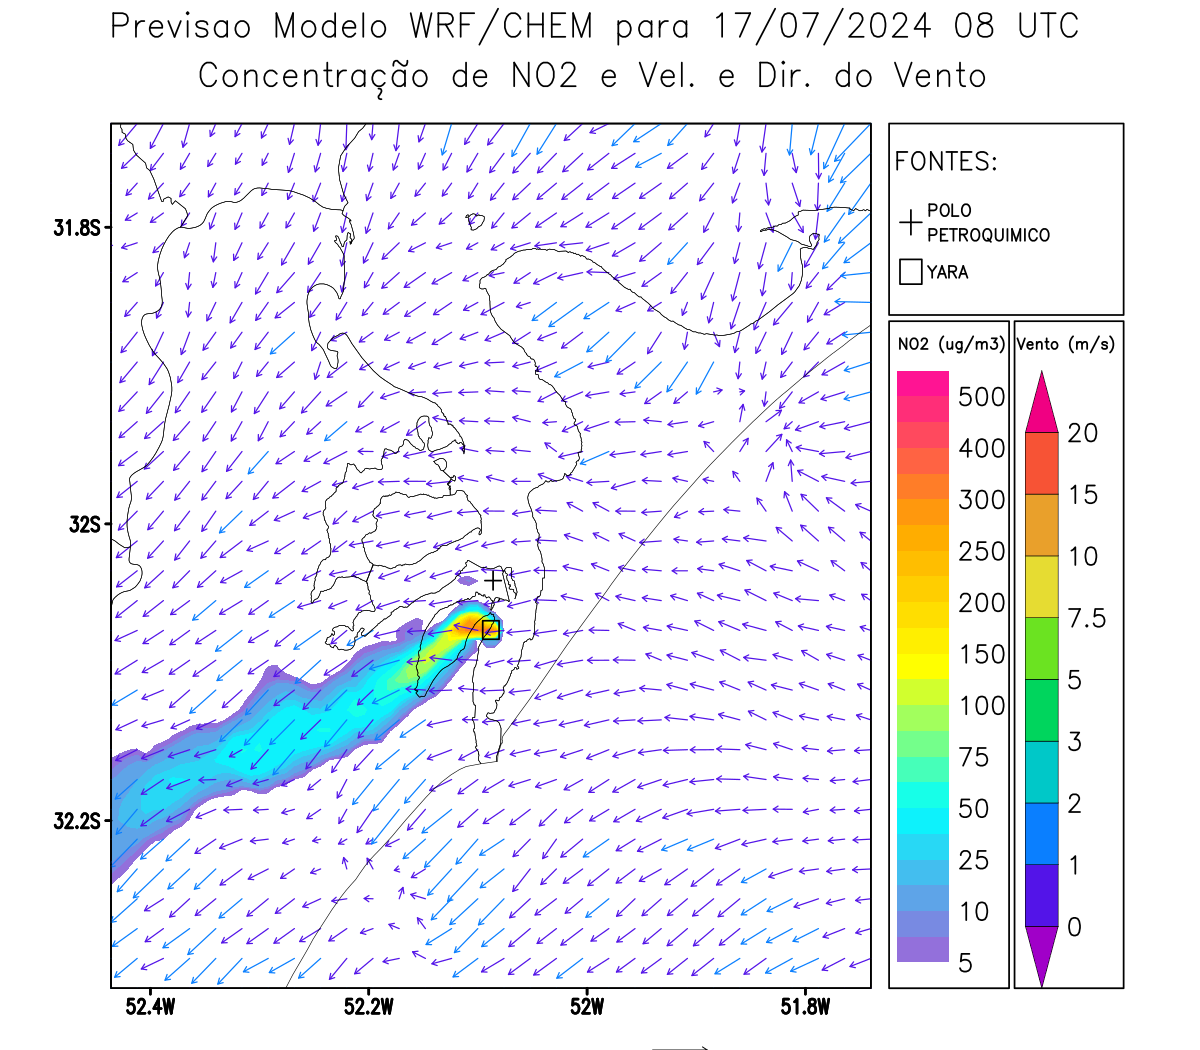 Previsao Modelo WRF/CHEM para 17/07/2024 08 UTC
Concentração de NO2 e Vel. e Dir. do Vento
FONTES:
POLO
PETROQUIMICO
YARA
31.8S
32S
32.2S
52.4W
52.2W
52W
51.8W
NO2 (ug/m3)
500
400
300
250
200
150
100
75
50
25
10
5
Vento (m/s)
20
15
10
7.5
5
3
2
1
0